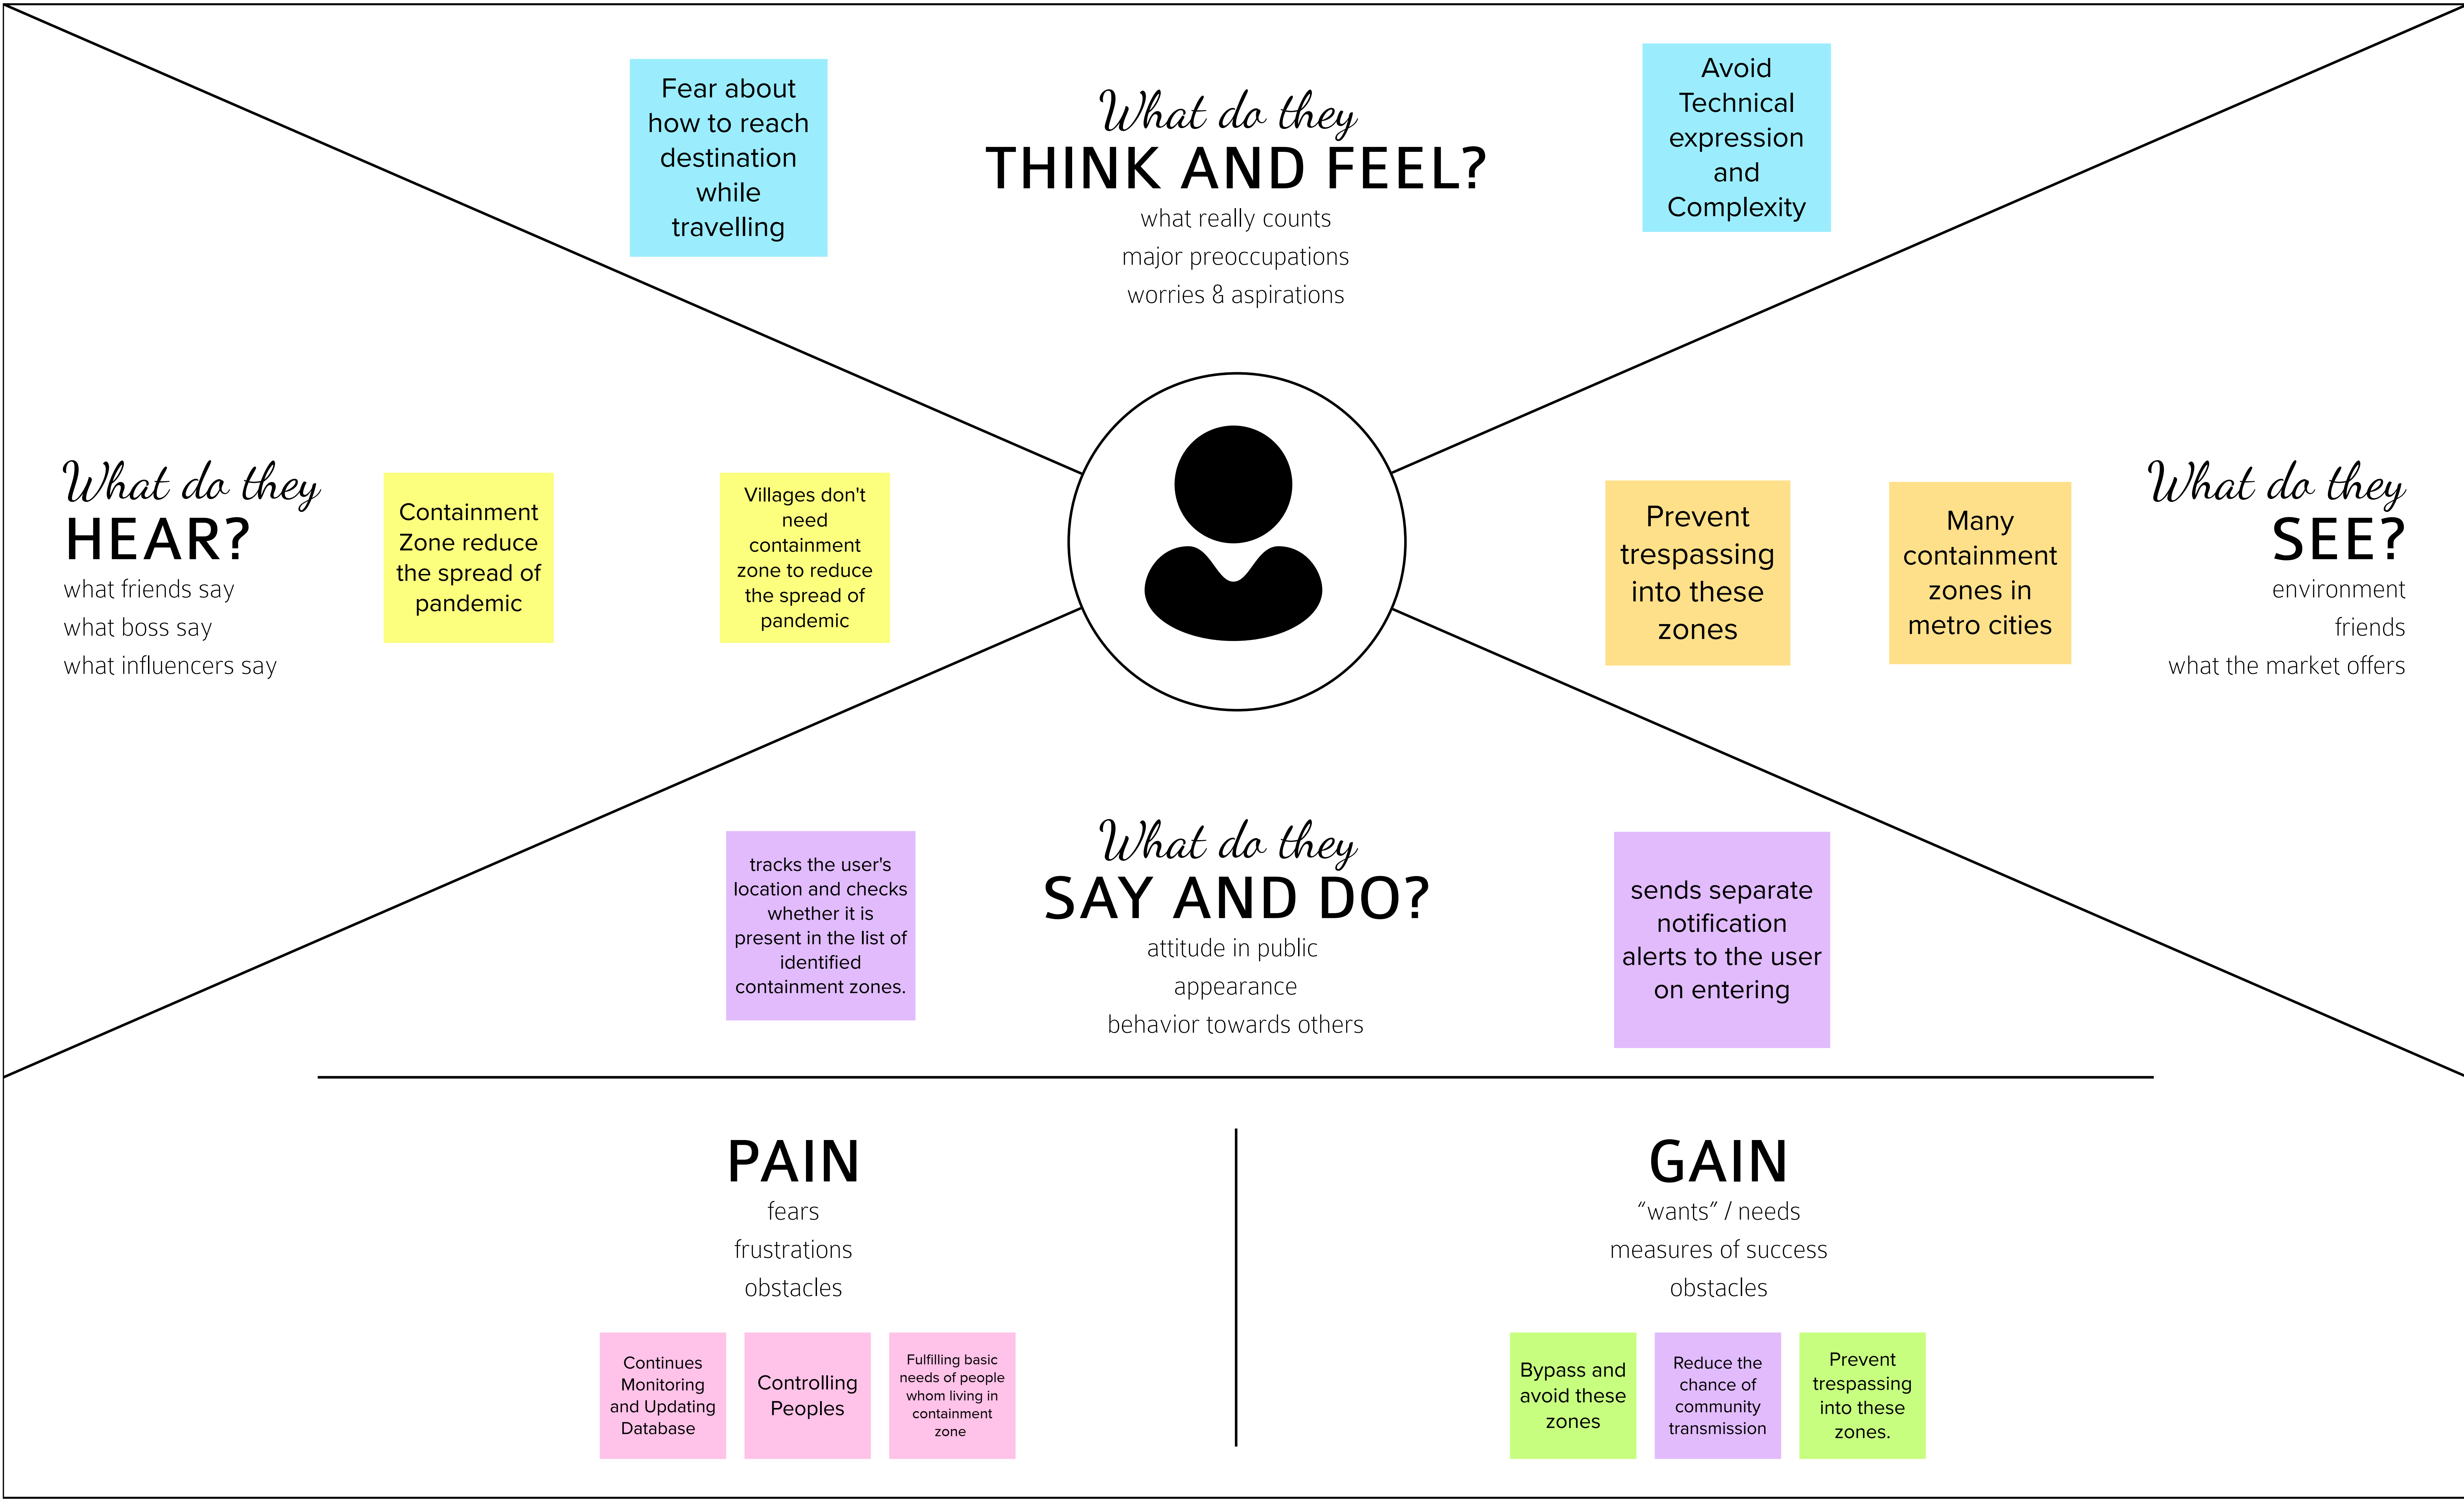 Fear about
how to reach
destination
while
travelling
What do they
THINK AND FEEL?
what really counts
major preoccupations
worries & aspirations
Avoid
Technical
expression
and
Complexity
What do they
HEAR?
what friends say
what boss say
what influencers say
Containment
Zone reduce
the spread of
pandemic
Villages don't
need
containment
zone to reduce
the spread of
pandemic
Prevent
trespassing
into these
zones
Many
containment
zones in
metro cities
What do they
SEE?
environment
friends
what the market offers
tracks the user's
location and checks
whether it is
present in the list of
identified
containment zones.
What do they
SAY AND DO?
attitude in public
appearance
behavior towards others
sends separate
notification
alerts to the user
on entering
PAIN
fears
frustrations
obstacles
Continues
Monitoring
and Updating
Database
Controlling
Peoples
Fulfilling basic
needs of people
whom living in
containment
zone
GAIN
“wants” / needs
measures of success
obstacles
Bypass and
avoid these
zones
Reduce the
chance of
community
transmission
Prevent
trespassing
into these
zones.